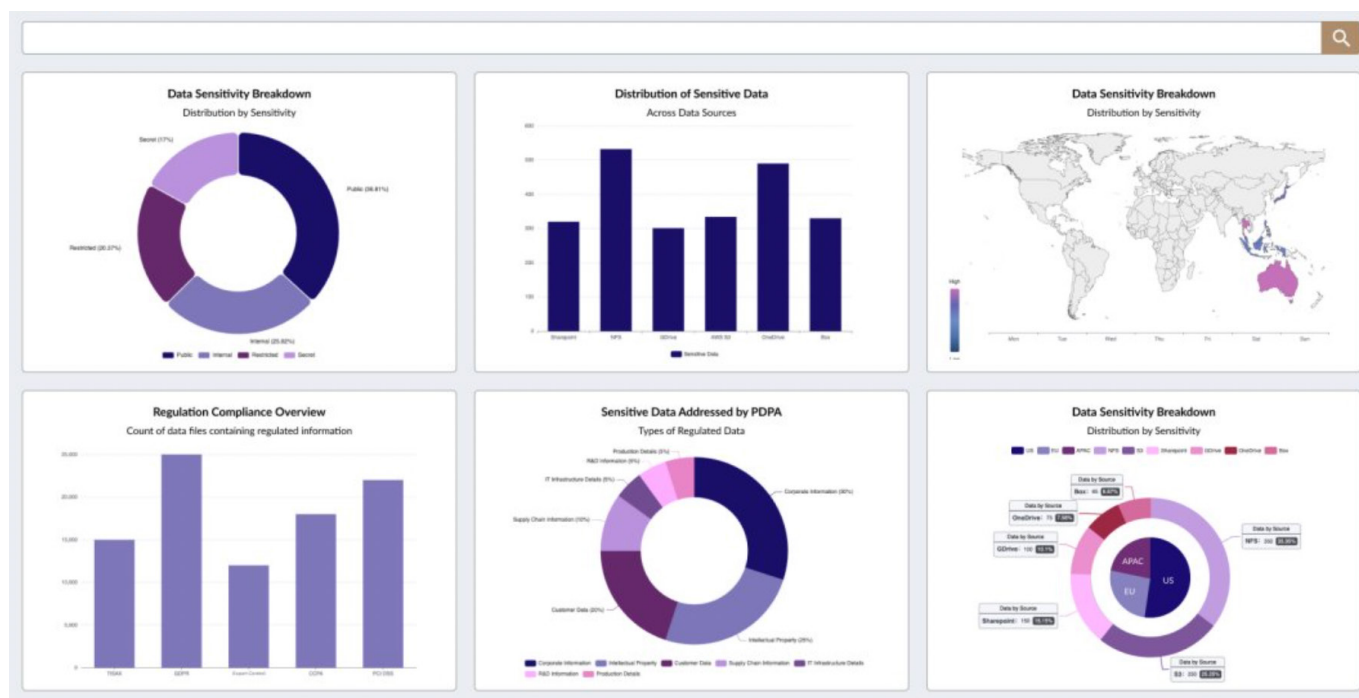 Data Sensitivity Breakdown
Distribution by Sensitivity
Secret (17%)
Public (36.81%)
Restricted (20.37%)
Internal (25.82%)
Public Internal Restricted Secret
Distribution of Sensitive Data
Across Data Sources
600
500
400
300
200
100
0
Sharepoint NFS GDrive AWS S3 OneDrive Box
Sensitive Data
Data Sensitivity Breakdown
Distribution by Sensitivity
High
Mon Tue Wed Thu Fri Sat Sun
Regulation Compliance Overview
Count of data files containing regulated information
25,000
20,000
15,000
10,000
5,000
0
GDPR Export Control CCPA PCI DSS
Sensitive Data Addressed by PDPA
Types of Regulated Data
Production Details (5%)
R&D Information (5%)
IT Infrastructure Details (5%)
Corporate Information (30%)
Supply Chain Information (10%)
Customer Data (20%)
Intellectual Property (25%)
Corporate Information Intellectual Property Customer Data Supply Chain Information IT Infrastructure Details
R&D Information Production Details
Data Sensitivity Breakdown
Distribution by Sensitivity
US EU APAC NFS S3 Sharepoint GDrive OneDrive Box
Data by Source
Box:
Data by Source
OneDrive: 75
Data by Source
NFS: 350
Data by Source
GDrive: 100 10.1%
APAC
US
EU
Data by Source
Sharepoint: 150 15.15%
Data by Source
S3: